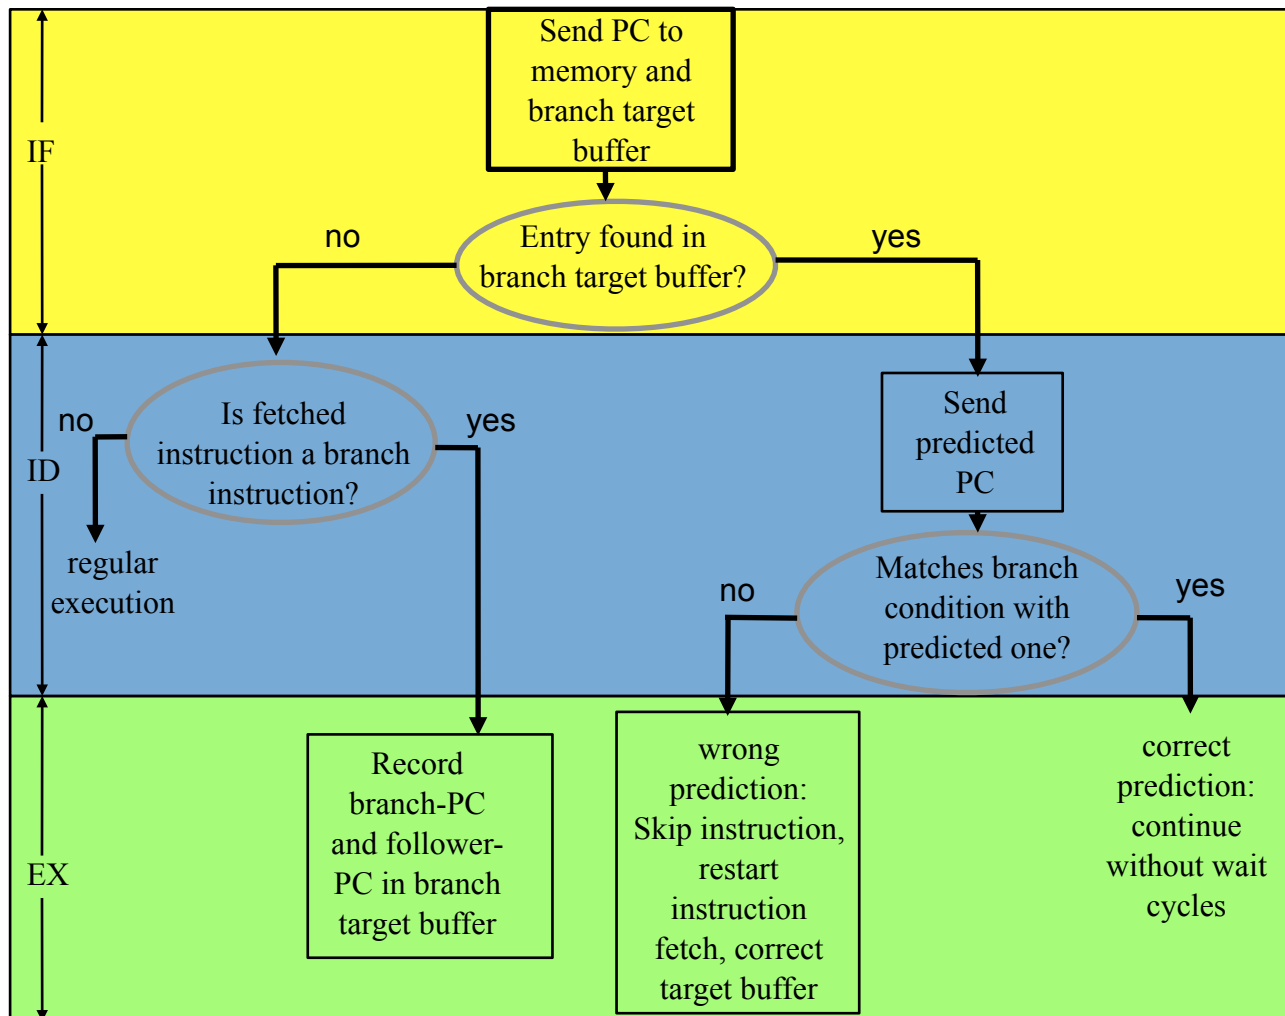 Send PC to
memory and
branch target
buffer
IF
no
Entry found in
branch target buffer?
yes
no
Is fetched
instruction a branch
instruction?
yes
ID
regular
execution
Send
predicted
PC
no
Matches branch
condition with
predicted one?
yes
EX
Record
branch-PC
and follower-
PC in branch
target buffer
wrong
prediction:
Skip instruction,
restart
instruction
fetch, correct
target buffer
correct
prediction:
continue
without wait
cycles